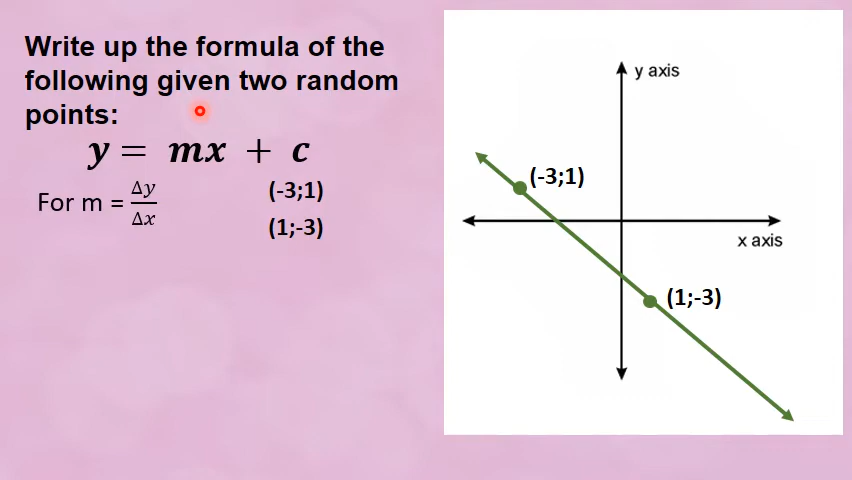 Write up the formula of the
following given two random
points:
y = mx + c
For m = Δy/Δx
(-3;1)
(1;-3)
y axis
(-3;1)
x axis
(1;-3)